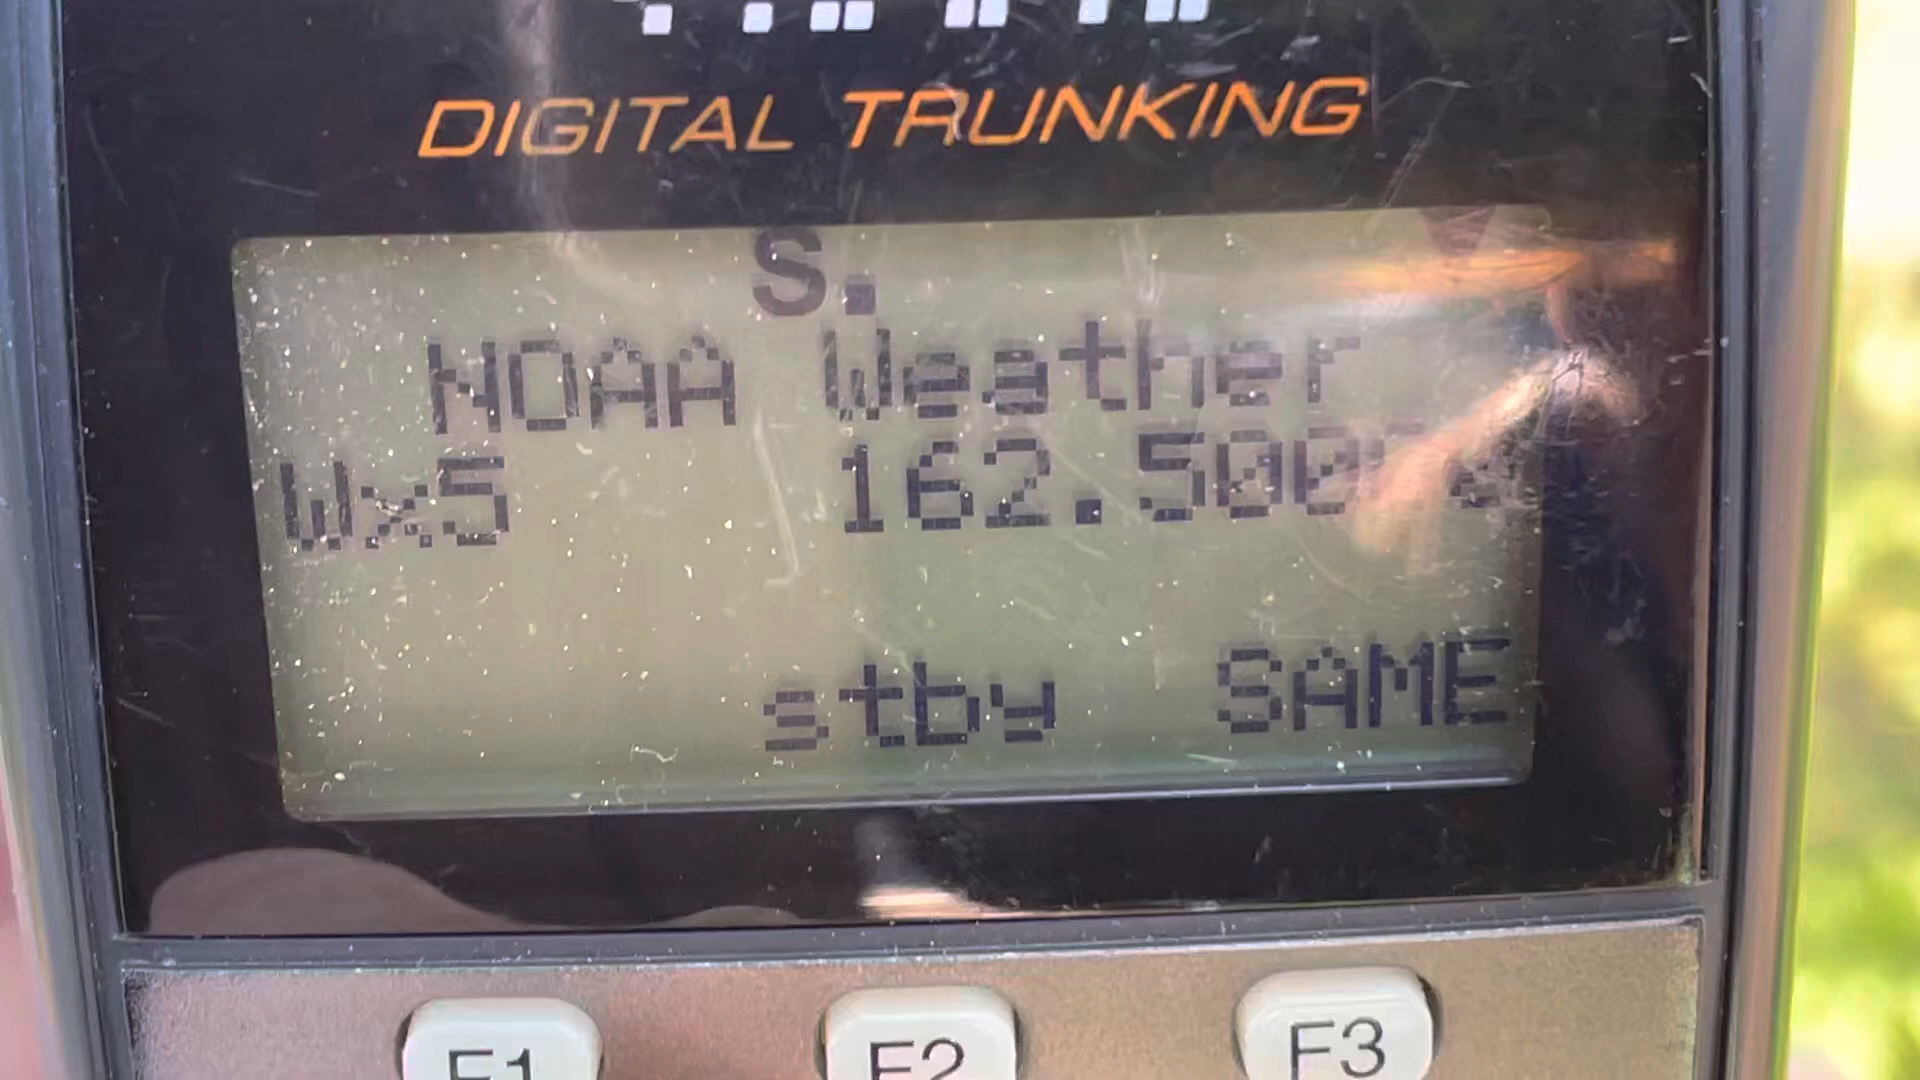 DIGITAL TRUNKING
S.
NOAA Weather
Wx5 162.500
stby SAME
F1 F2 F3